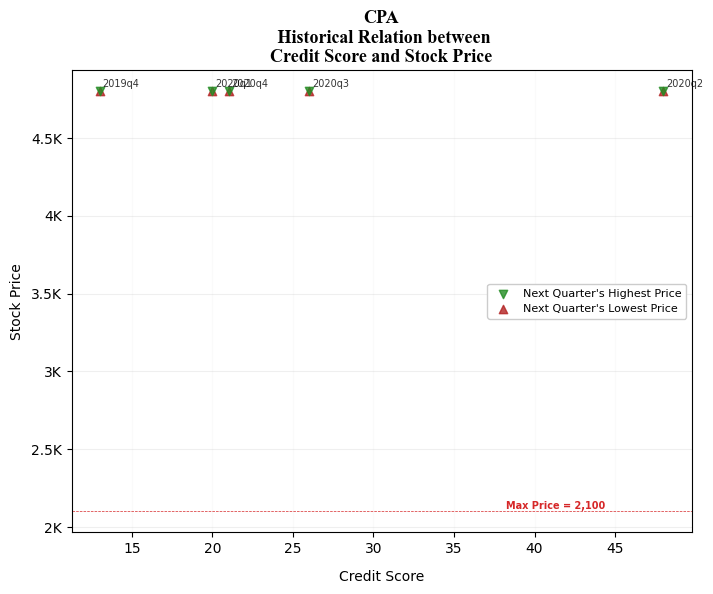 CPA
Historical Relation between
Credit Score and Stock Price
2019q4
2020q1
2020q4
2020q3
2020q2
4.5K
4K
3.5K
3K
2.5K
2K
Stock Price
Next Quarter's Highest Price
Next Quarter's Lowest Price
Max Price = 2,100
15 20 25 30 35 40 45
Credit Score